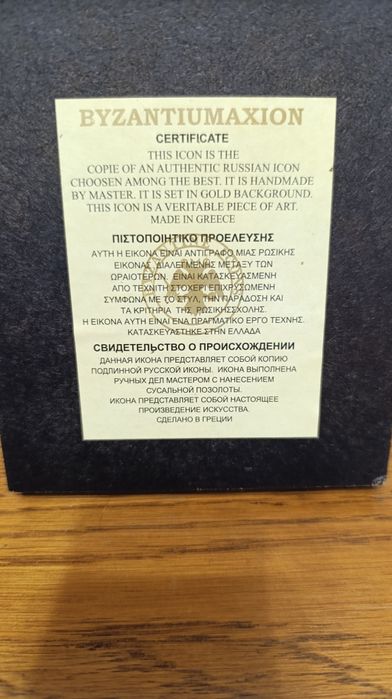 BYZANTIUMAXION
CERTIFICATE
THIS ICON IS THE
COPIE OF AN AUTHENTIC RUSSIAN ICON
CHOOSEN AMONG THE BEST. IT IS HANDMADE
BY MASTER. IT IS SET IN GOLD BACKGROUND.
THIS ICON IS A VERITABLE PIECE OF ART.
MADE IN GREECE
ΠΙΣΤΟΠΟΙΗΤΙΚΟ ΠΡΟΕΛΕΥΣΗΣ
ΑΥΤΗ Η ΕΙΚΟΝΑ ΕΙΝΑΙ ΑΝΤΙΓΡΑΦΟ ΜΙΑΣ ΡΩΣΙΚΗΣ
ΕΙΚΟΝΑΣ ΔΙΑΛΕΓΜΕΝΗΣ ΜΕΤΑΞΥ ΤΩΝ
ΩΡΑΙΟΤΕΡΩΝ. ΕΙΝΑΙ ΚΑΤΑΣΚΕΥΑΣΜΕΝΗ
ΑΠΟ ΤΕΧΝΙΤΗ ΣΤΟΧΕΙΡΕΠΙΧΡΥΣΩΜΕΝΗ
ΣΥΜΦΩΝΑ ΜΕ ΤΟ ΣΤΥΛ, ΤΗΝ ΠΑΡΑΔΟΣΗ ΚΑΙ
ΤΑ ΚΡΙΤΗΡΙΑ ΤΗΣ ΡΩΣΙΚΗΣΣΧΟΛΗΣ.
Η ΕΙΚΟΝΑ ΑΥΤΗ ΕΙΝΑΙ ΕΝΑ ΠΡΑΓΜΑΤΙΚΟ ΕΡΓΟ ΤΕΧΝΗΣ.
ΚΑΤΑΣΚΕΥΑΣΤΗΚΕ ΣΤΗΝ ΕΛΛΑΔΑ
СВИДЕТЕЛЬСТВО О ПРОИСХОЖДЕНИИ
ДАННАЯ ИКОНА ПРЕДСТАВЛЯЕТ СОБОЙ КОПИЮ
ПОДЛИННОЙ РУССКОЙ ИКОНЫ. ИКОНА ВЫПОЛНЕНА
РУЧНЫХ ДЕЛ МАСТЕРОМ С НАНЕСЕНИЕМ
СУСАЛЬНОЙ ПОЗОЛОТЫ.
ИКОНА ПРЕДСТАВЛЯЕТ СОБОЙ НАСТОЯЩЕЕ
ПРОИЗВЕДЕНИЕ ИСКУССТВА.
СДЕЛАНО В ГРЕЦИИ